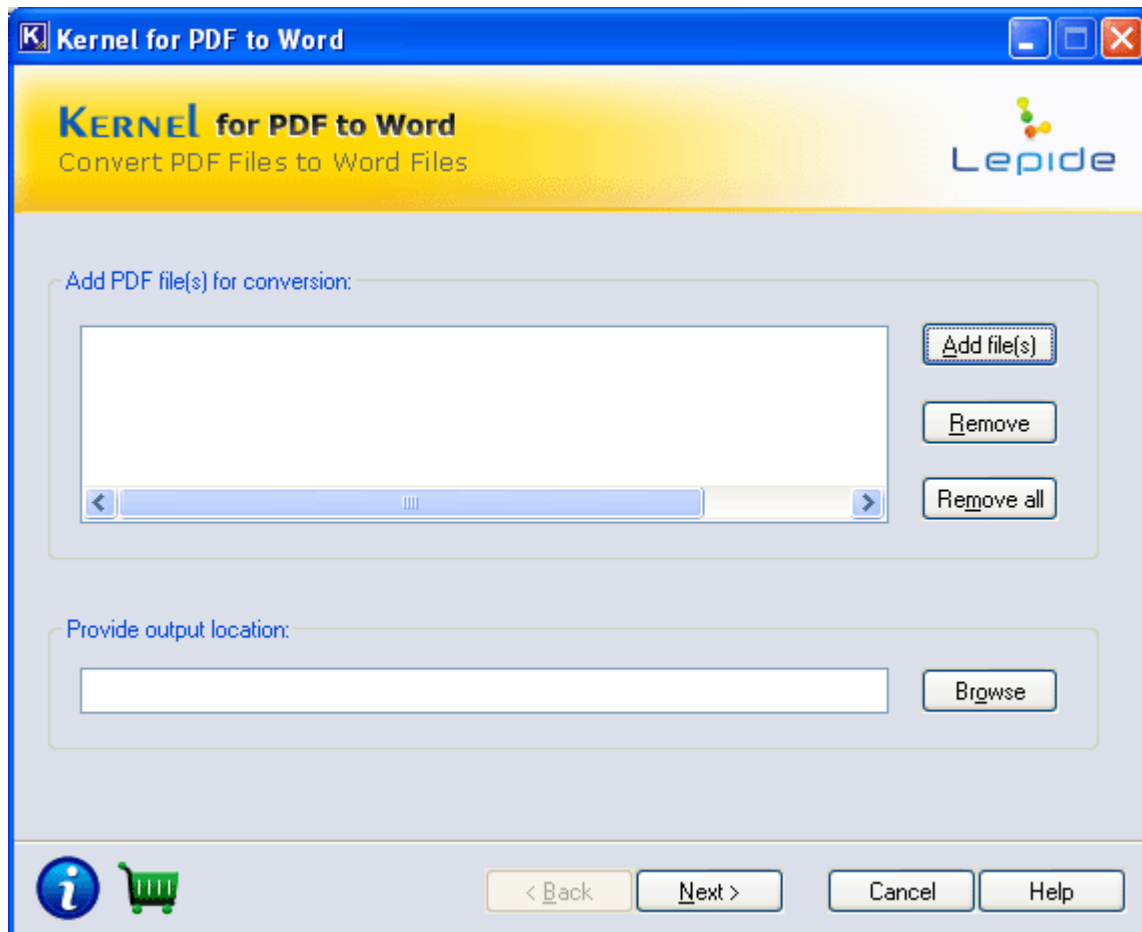 Kernel for PDF to Word
KERNEl for PDF to Word
Convert PDF Files to Word Files
Lepide
Add PDF file(s) for conversion:
Add file(s)
Remove
Remove all
Provide output location:
Browse
< Back
Next >
Cancel
Help